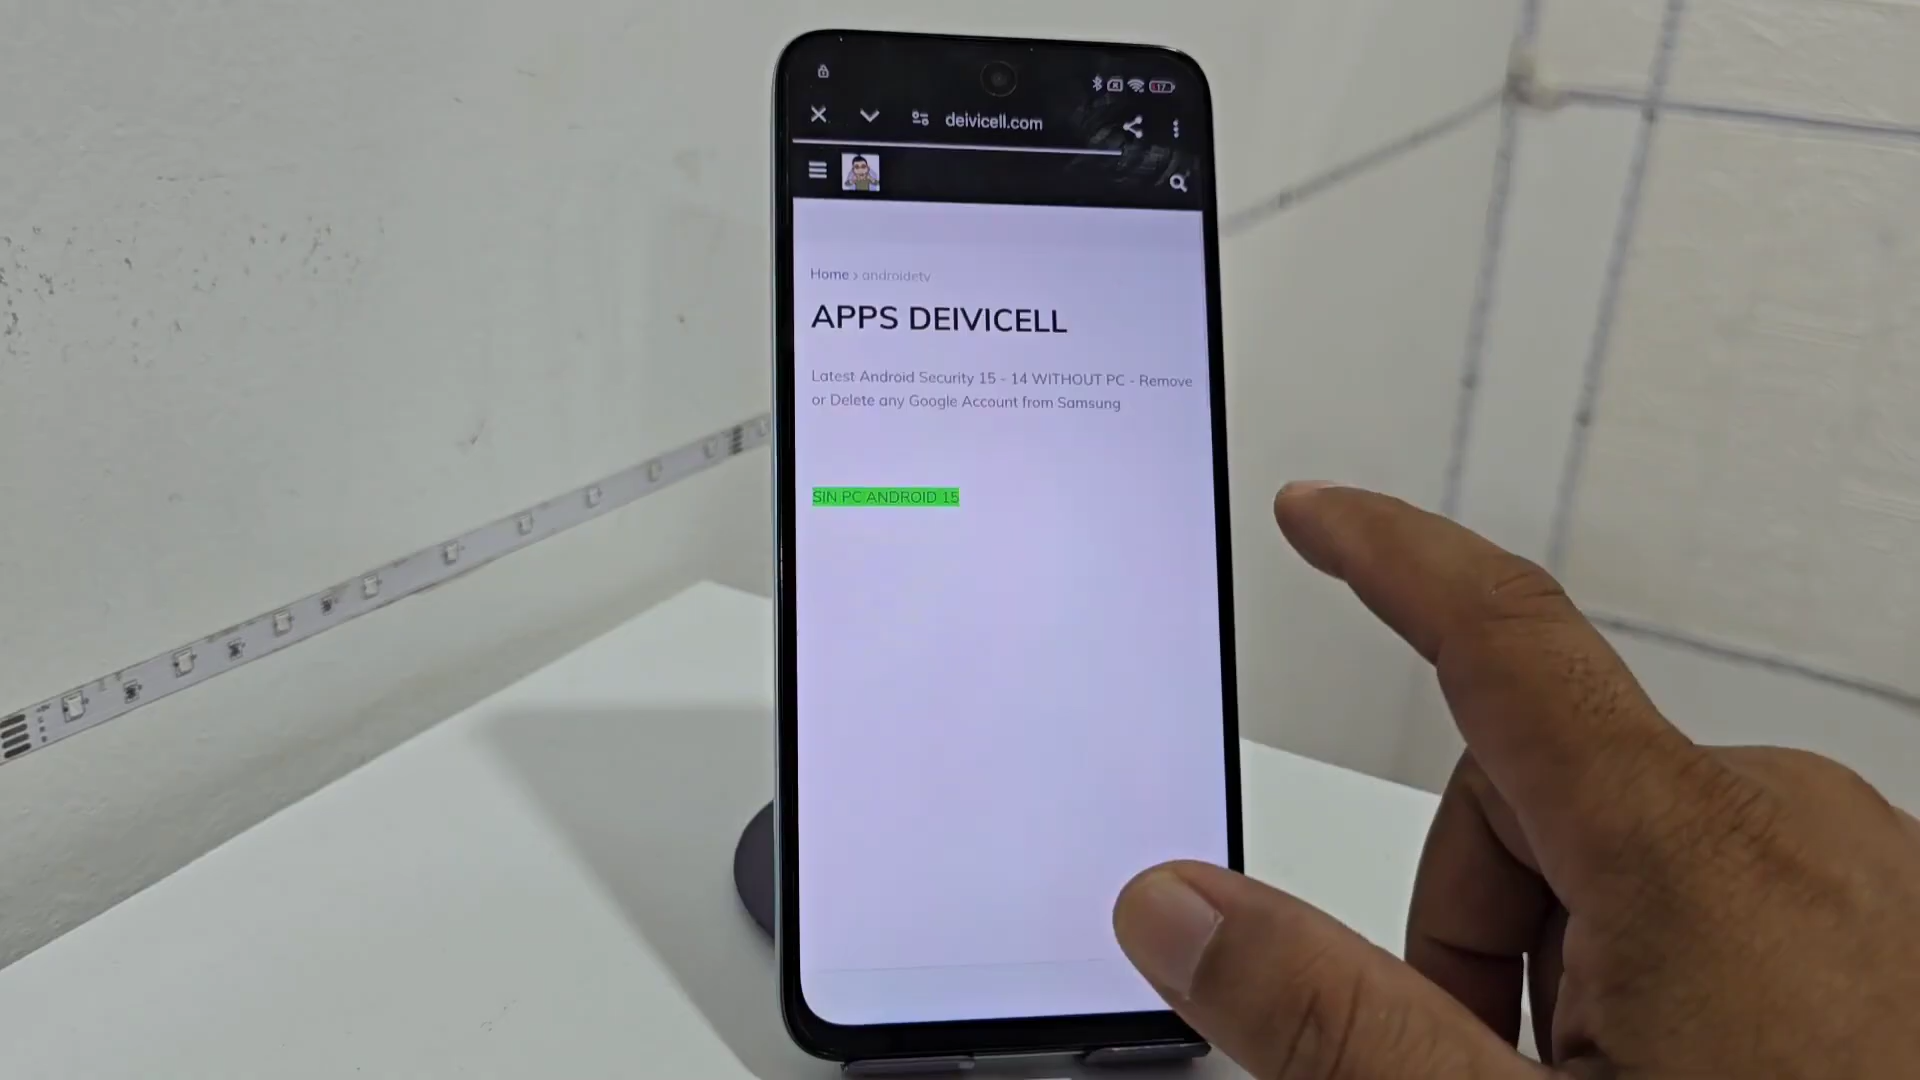 17
deivicell.com
Home › androidetv
APPS DEIVICELL
Latest Android Security 15 - 14 WITHOUT PC - Remove
or Delete any Google Account from Samsung
SIN PC ANDROID 15